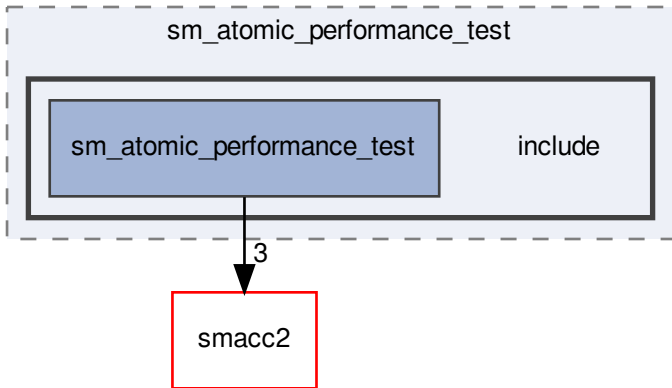 sm_atomic_performance_test
sm_atomic_performance_test
include
3
smacc2